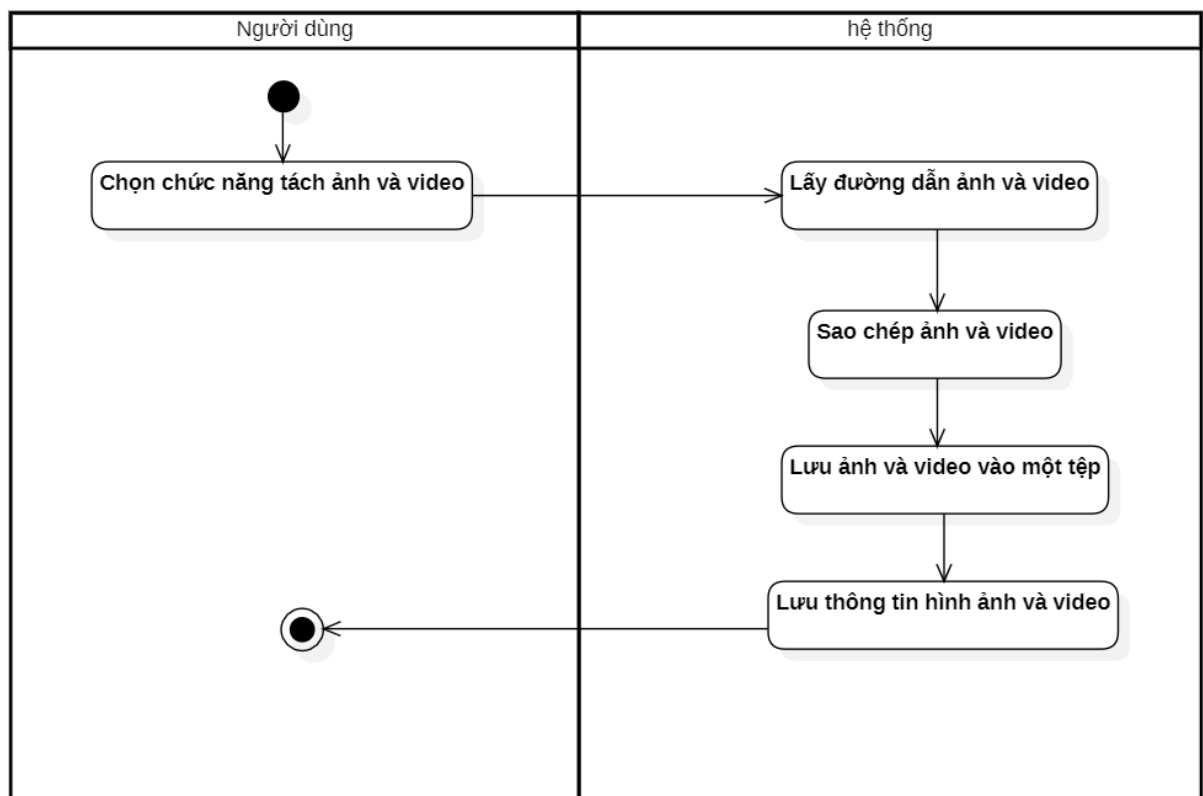 Người dùng
hệ thống
Chọn chức năng tách ảnh và video
Lấy đường dẫn ảnh và video
Sao chép ảnh và video
Lưu ảnh và video vào một tệp
Lưu thông tin hình ảnh và video